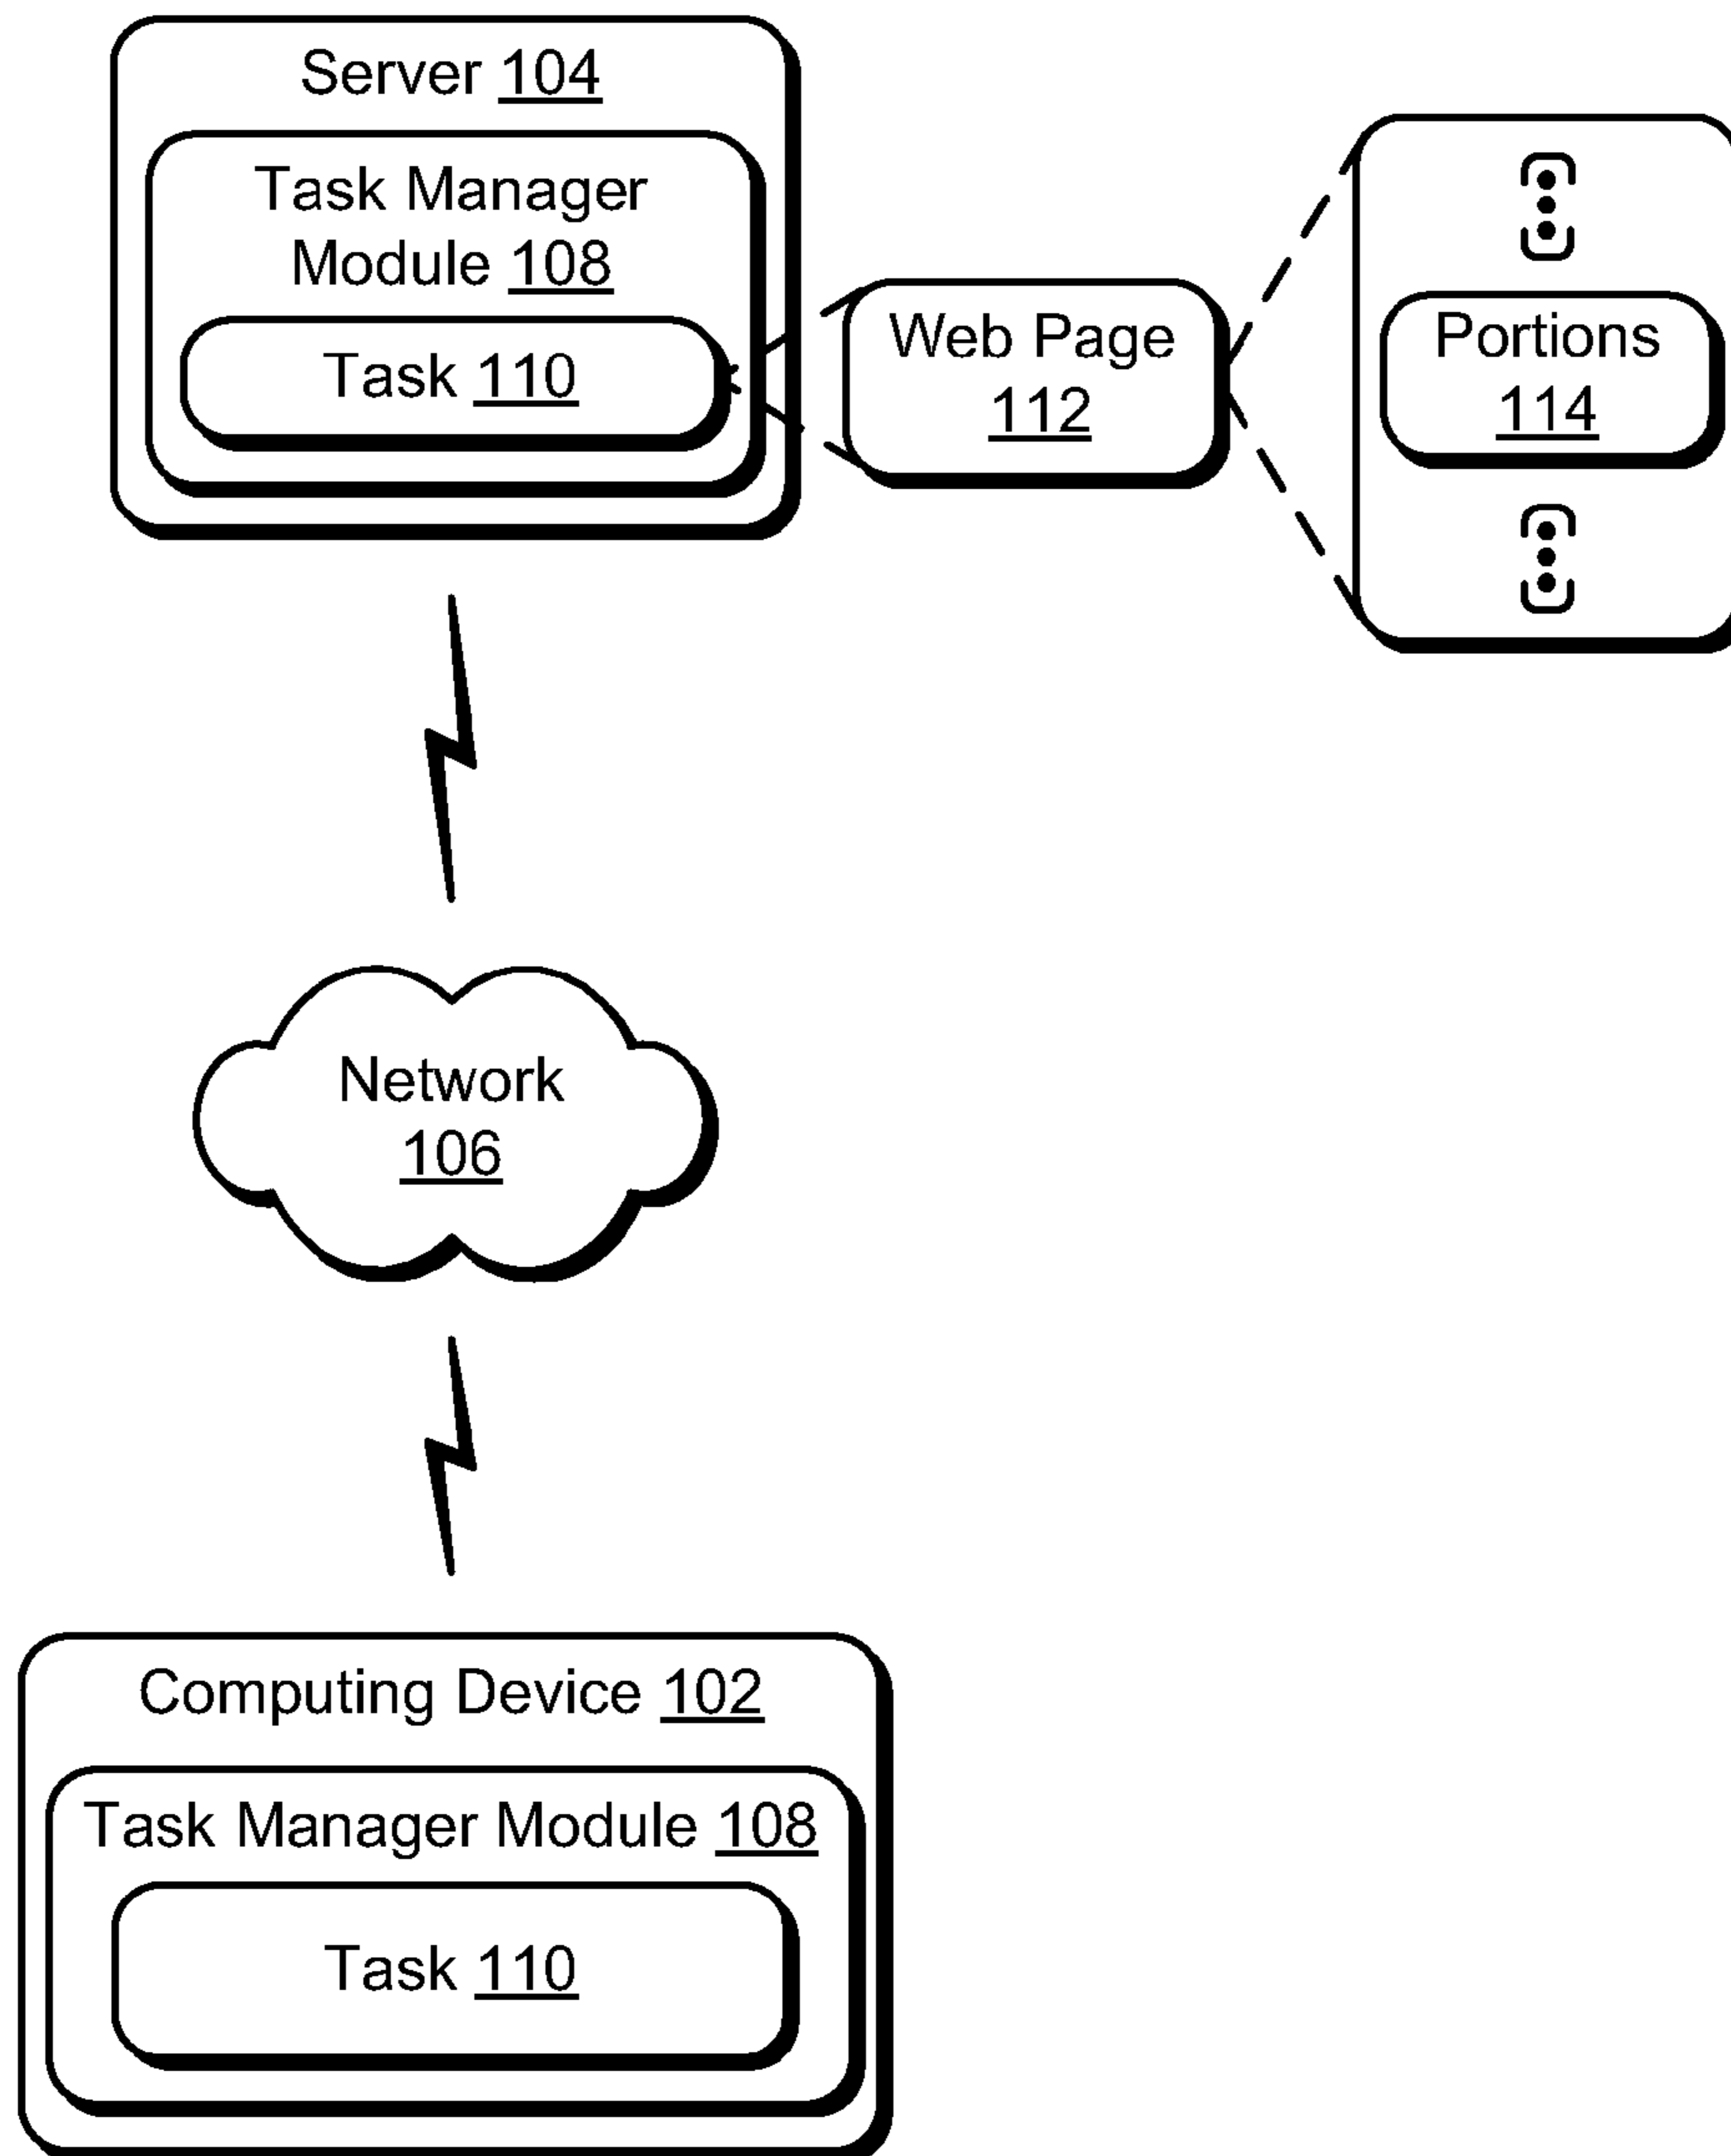 Server 104
Task Manager
Module 108
Task 110
Web Page
112
Portions
114
Network
106
Computing Device 102
Task Manager Module 108
Task 110